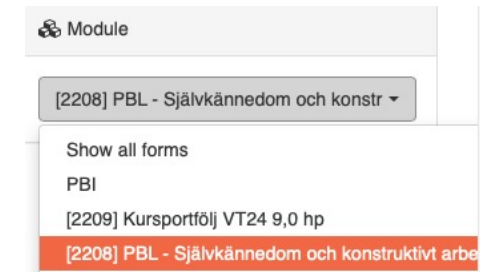 Module
[2208] PBL - Självkännedom och konstr
Show all forms
PBI
[2209] Kursportfölj VT24 9,0 hp
[2208] PBL - Självkännedom och konstruktivt arbe